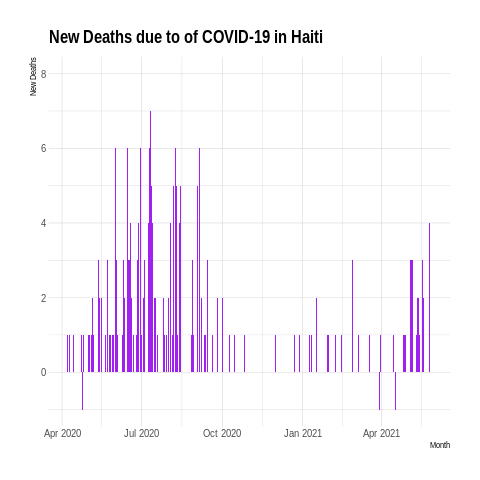 New Deaths due to of COVID-19 in Haiti
New Deaths
8
6
4
2
0
Apr 2020 Jul 2020 Oct 2020 Jan 2021 Apr 2021
Month